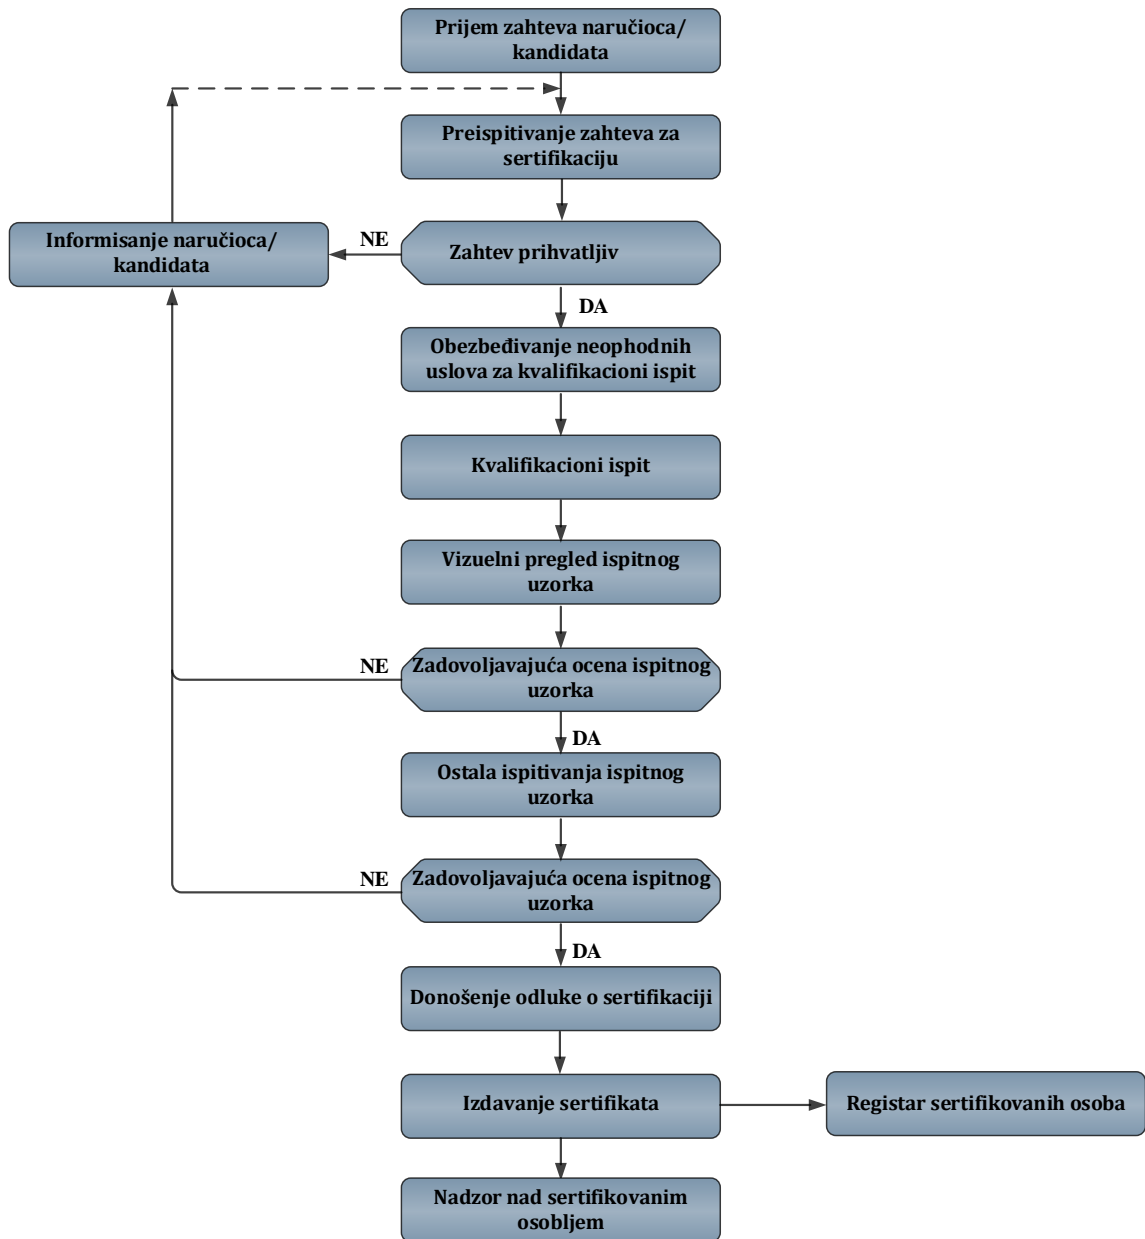 Prijem zahteva naručioca/
kandidata
Preispitivanje zahteva za
sertifikaciju
Informisanje naručioca/
kandidata
NE
Zahtev prihvatljiv
DA
Obezbeđivanje neophodnih
uslova za kvalifikacioni ispit
Kvalifikacioni ispit
Vizuelni pregled ispitnog
uzorka
NE
Zadovoljavajuća ocena ispitnog
uzorka
DA
Ostala ispitivanja ispitnog
uzorka
NE
Zadovoljavajuća ocena ispitnog
uzorka
DA
Donošenje odluke o sertifikaciji
Izdavanje sertifikata
Registar sertifikovanih osoba
Nadzor nad sertifikovanim
osobljem